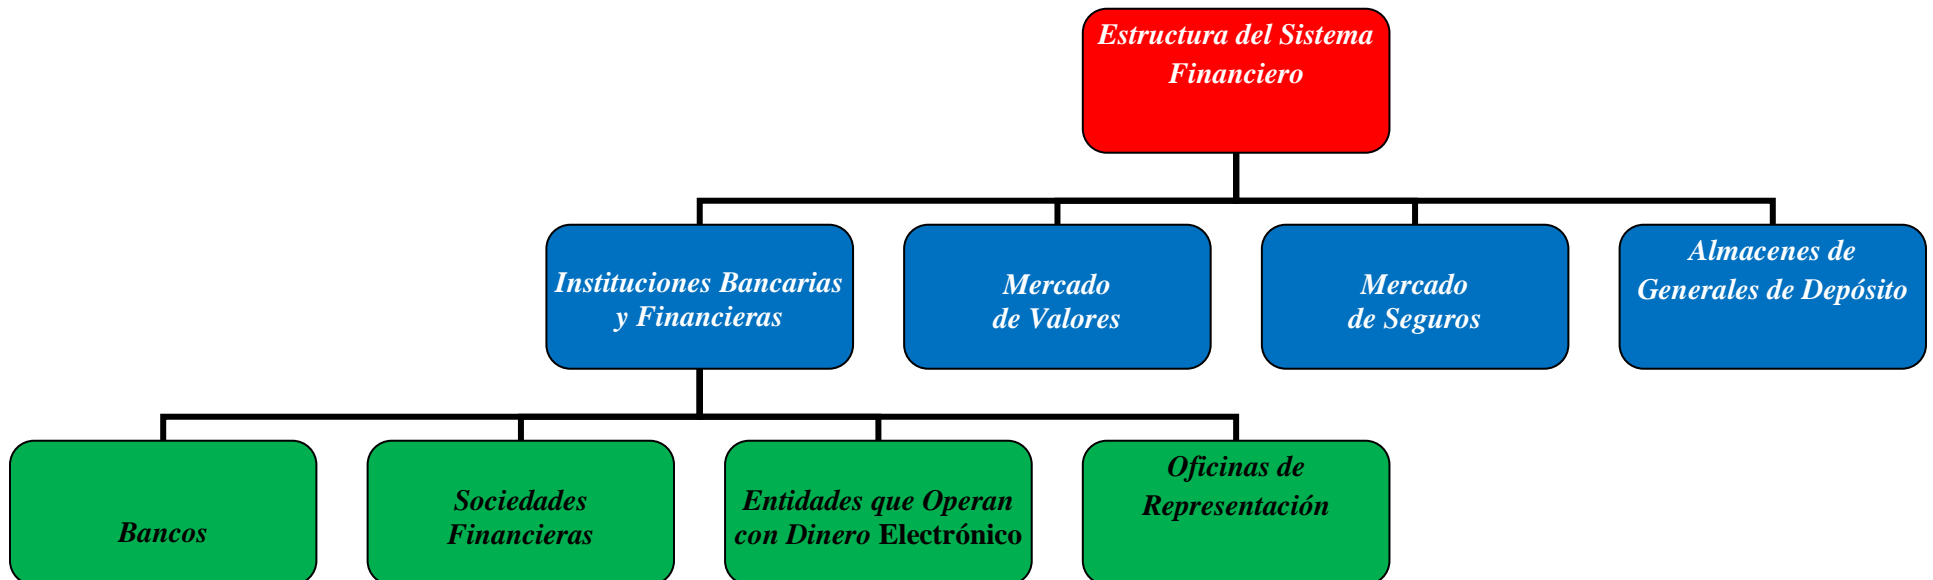 Estructura del Sistema
Financiero
Instituciones Bancarias
y Financieras
Mercado
de Valores
Mercado
de Seguros
Almacenes de
Generales de Depósito
Bancos
Sociedades
Financieras
Entidades que Operan
con Dinero Electrónico
Oficinas de
Representación